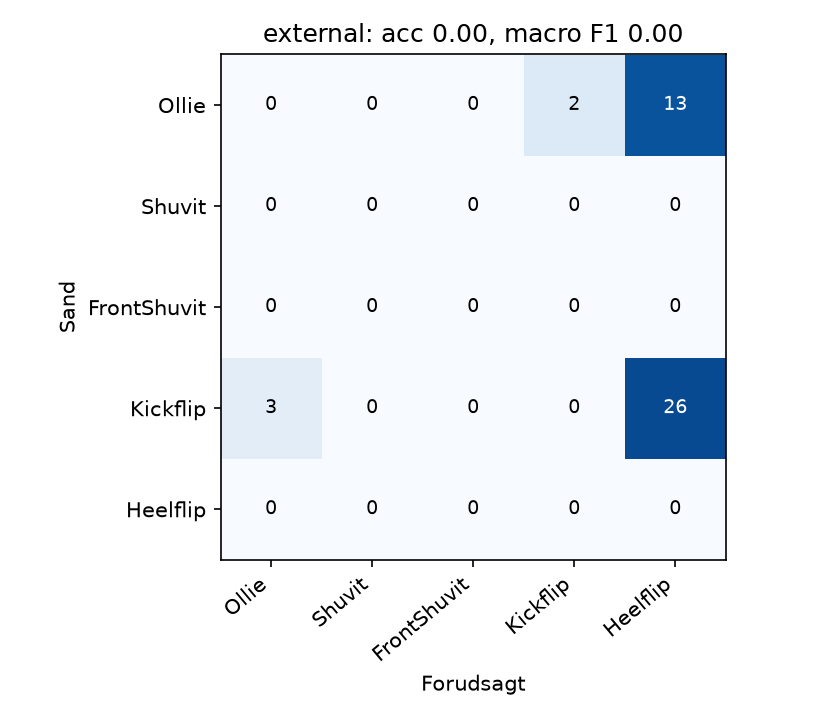 external: acc 0.00, macro F1 0.00
Ollie 0 0 0 2 13
Shuvit 0 0 0 0 0
FrontShuvit 0 0 0 0 0
Kickflip 3 0 0 0 26
Heelflip 0 0 0 0 0
Sand
Ollie Shuvit FrontShuvit Kickflip Heelflip
Forudsagt